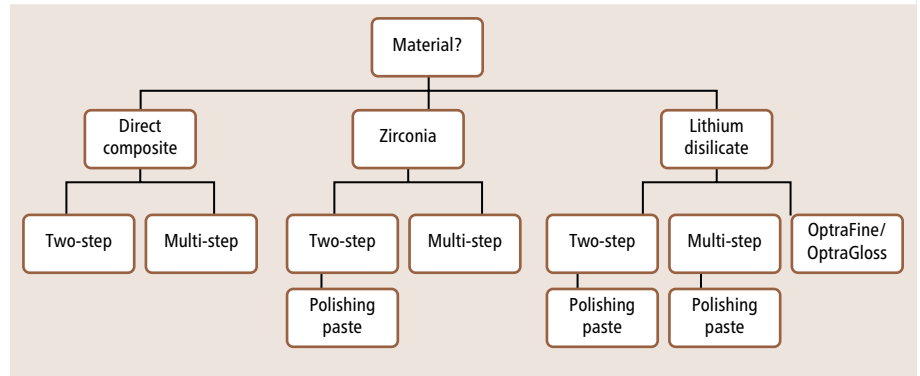 Material?
Direct
composite
Zirconia
Lithium
disilicate
Two-step
Multi-step
Two-step
Multi-step
Two-step
Multi-step
OptraFine/
OptraGloss
Polishing
paste
Polishing
paste
Polishing
paste